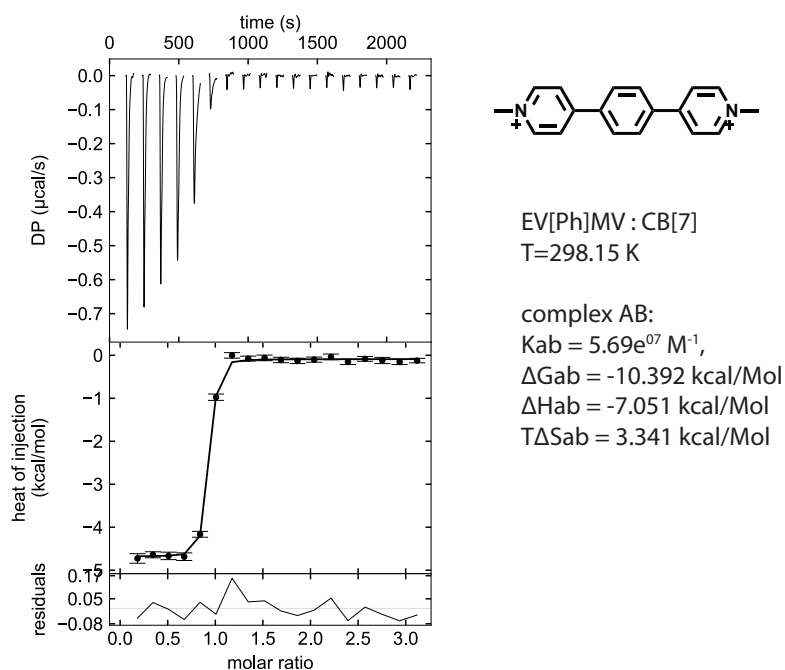 time (s)
0 500 1000 1500 2000
0.0
−0.1
−0.2
−0.3
−0.4
−0.5
−0.6
−0.7
DP (μcal/s)
0
−1
−2
−3
−4
−5
heat of injection
(kcal/mol)
0.17
0.05
−0.08
residuals
0.0 0.5 1.0 1.5 2.0 2.5 3.0
molar ratio
N + N +
EV[Ph]MV : CB[7]
T=298.15 K
complex AB:
Kab = 5.69e⁰⁷ M⁻¹,
ΔGab = -10.392 kcal/Mol
ΔHab = -7.051 kcal/Mol
TΔSab = 3.341 kcal/Mol